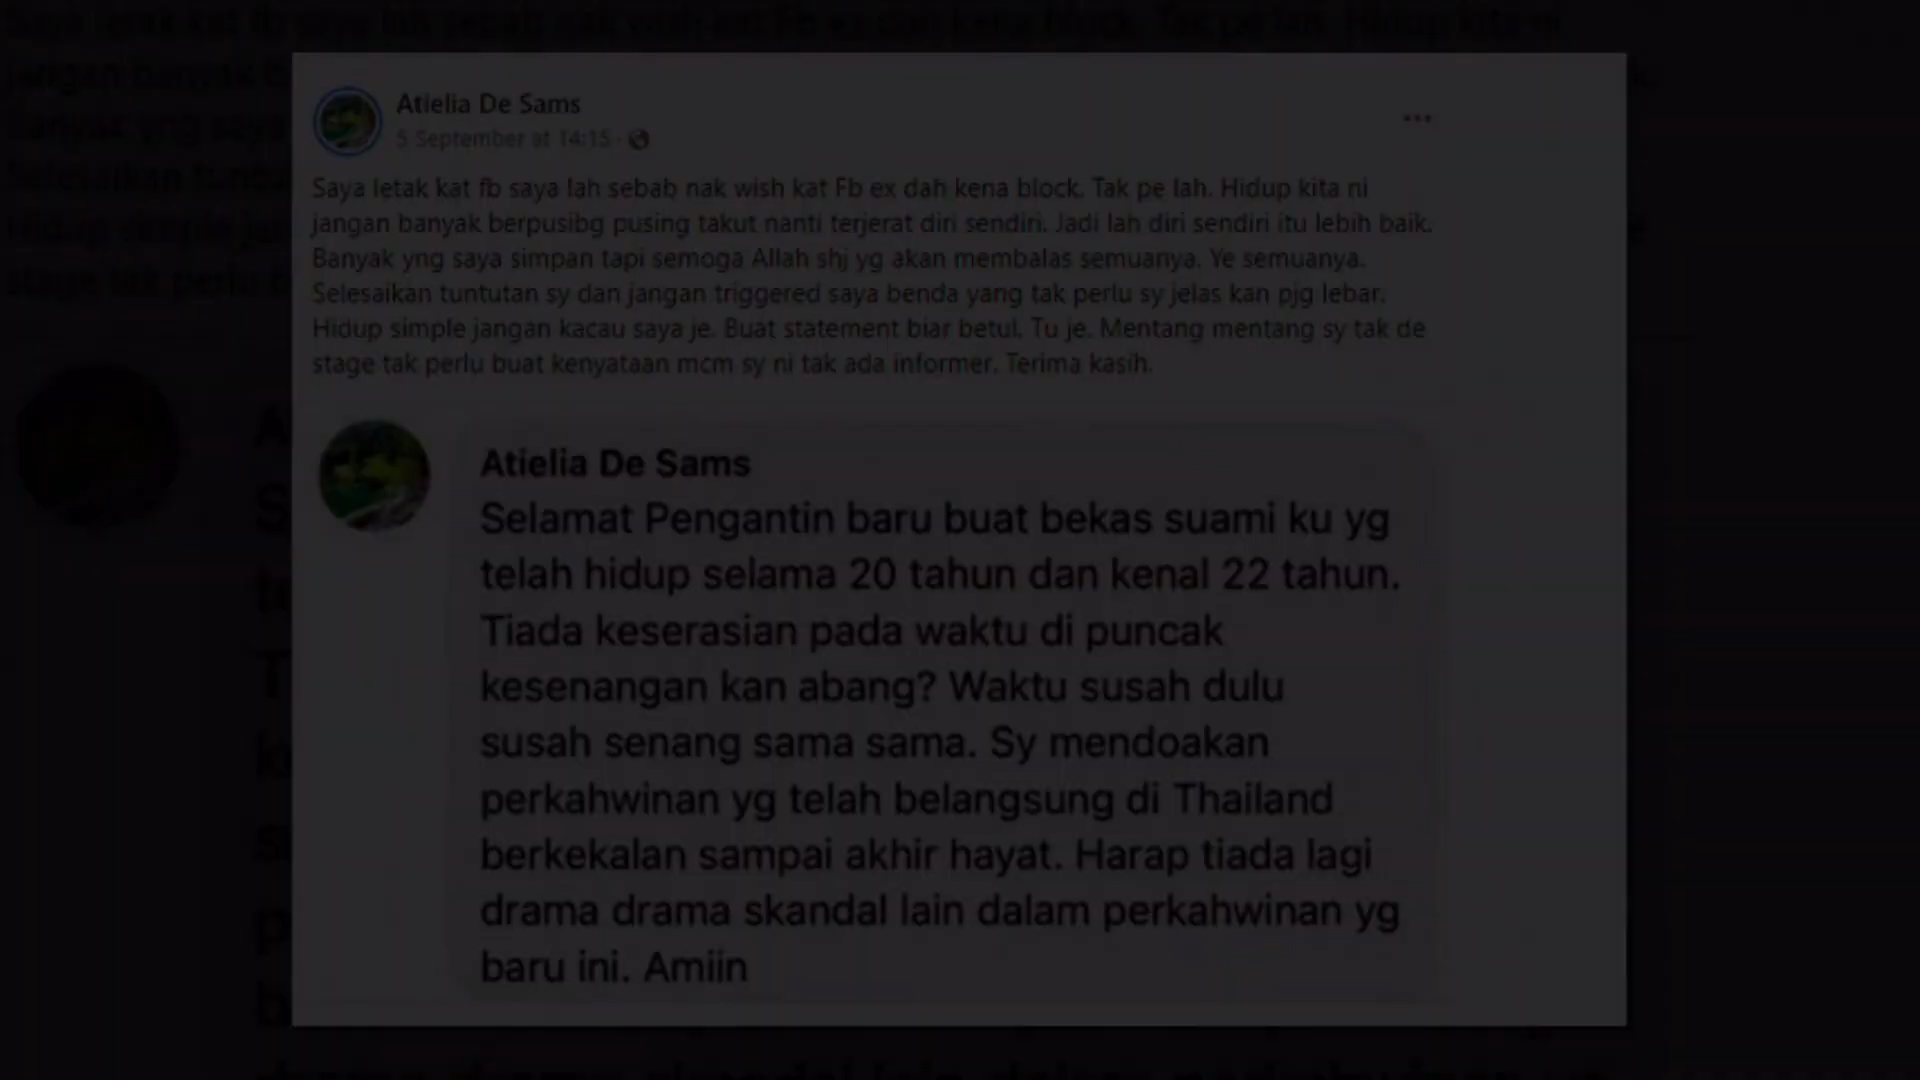 Atielia De Sams
5 September at 14:15 ·
Saya letak kat fb saya lah sebab nak wish kat Fb ex dah kena block. Tak pe lah. Hidup kita ni
jangan banyak berpusibg pusing takut nanti terjerat diri sendiri. Jadi lah diri sendiri itu lebih baik.
Banyak yng saya simpan tapi semoga Allah shj yg akan membalas semuanya. Ye semuanya.
Selesaikan tuntutan sy dan jangan triggered saya benda yang tak perlu sy jelas kan pjg lebar.
Hidup simple jangan kacau saya je. Buat statement biar betul. Tu je. Mentang mentang sy tak de
stage tak perlu buat kenyataan mcm sy ni tak ada informer. Terima kasih.
Atielia De Sams
Selamat Pengantin baru buat bekas suami ku yg
telah hidup selama 20 tahun dan kenal 22 tahun.
Tiada keserasian pada waktu di puncak
kesenangan kan abang? Waktu susah dulu
susah senang sama sama. Sy mendoakan
perkahwinan yg telah belangsung di Thailand
berkekalan sampai akhir hayat. Harap tiada lagi
drama drama skandal lain dalam perkahwinan yg
baru ini. Amiin